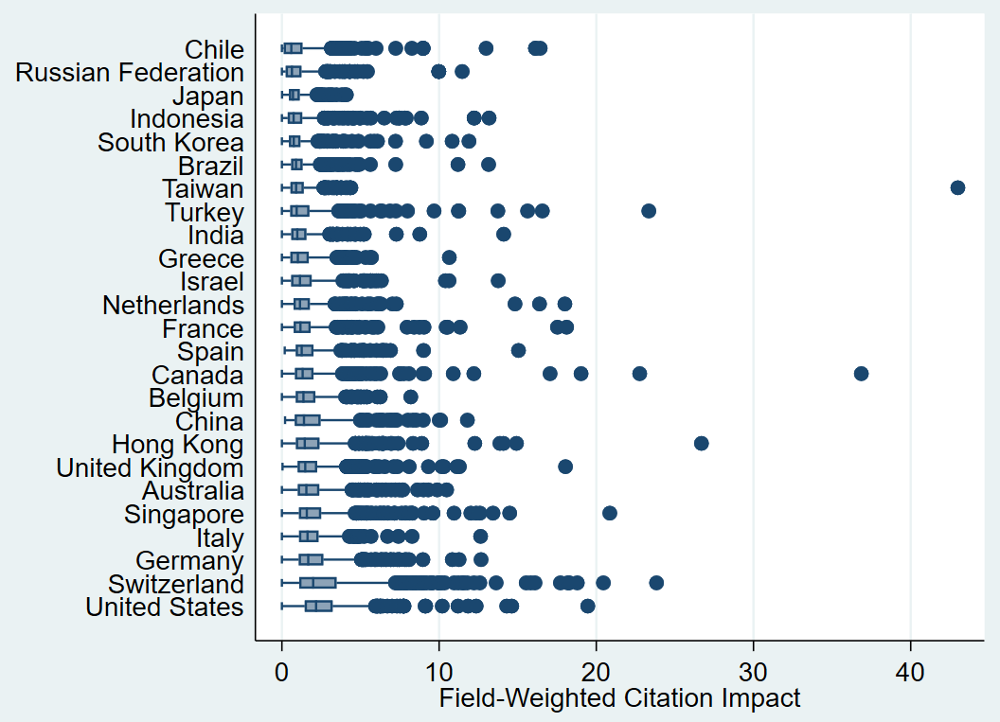 Chile
Russian Federation
Japan
Indonesia
South Korea
Brazil
Taiwan
Turkey
India
Greece
Israel
Netherlands
France
Spain
Canada
Belgium
China
Hong Kong
United Kingdom
Australia
Singapore
Italy
Germany
Switzerland
United States
0 10 20 30 40
Field-Weighted Citation Impact